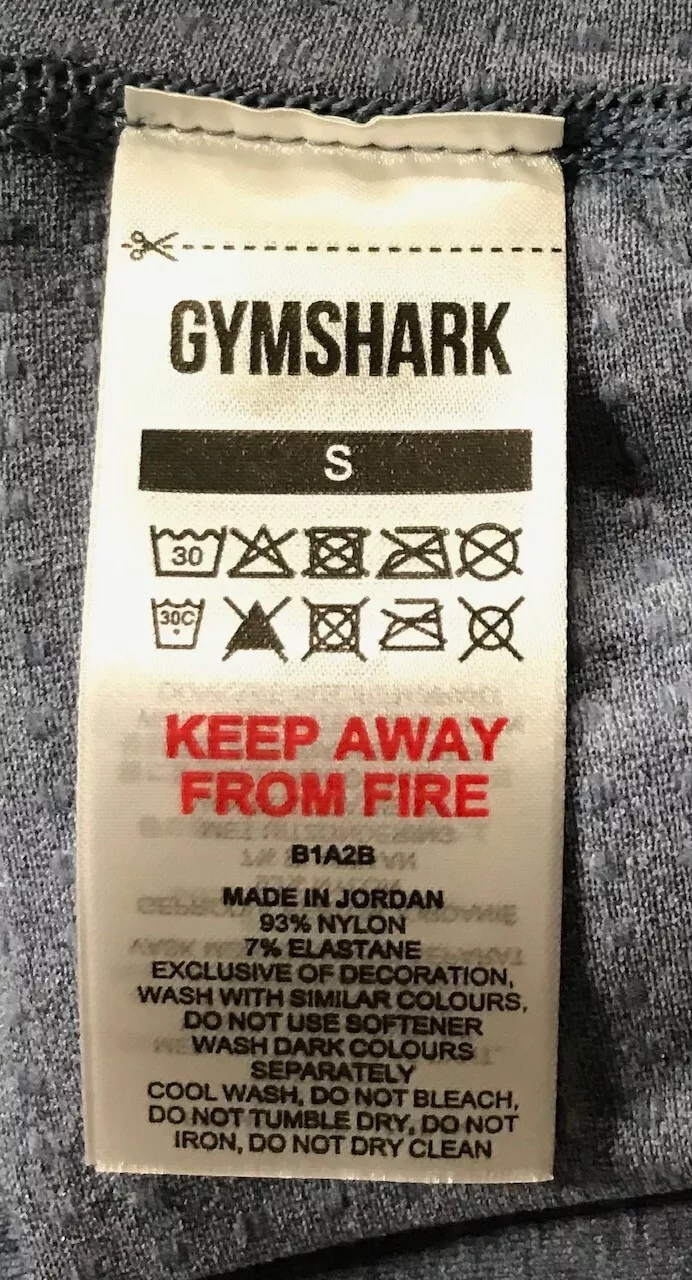 GYMSHARK
S
30
30C
KEEP AWAY
FROM FIRE
B1A2B
MADE IN JORDAN
93% NYLON
7% ELASTANE
EXCLUSIVE OF DECORATION,
WASH WITH SIMILAR COLOURS,
DO NOT USE SOFTENER
WASH DARK COLOURS
SEPARATELY
COOL WASH, DO NOT BLEACH,
DO NOT TUMBLE DRY, DO NOT
IRON, DO NOT DRY CLEAN